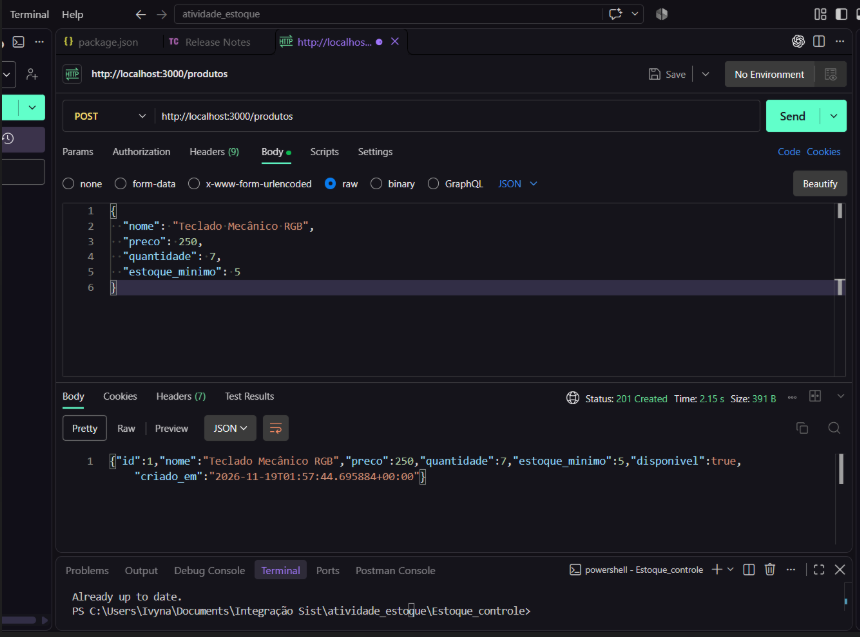 Terminal Help atividade_estoque
package.json Release Notes http://localhos...
http://localhost:3000/produtos Save No Environment
POST http://localhost:3000/produtos Send
Params Authorization Headers (9) Body Scripts Settings Code Cookies
none form-data x-www-form-urlencoded raw binary GraphQL JSON Beautify
1 {
2 "nome": "Teclado Mecânico RGB",
3 "preco": 250,
4 "quantidade": 7,
5 "estoque_minimo": 5
6 }
Body Cookies Headers (7) Test Results Status: 201 Created Time: 2.15 s Size: 391 B
Pretty Raw Preview JSON
1 {"id":1,"nome":"Teclado Mecânico RGB","preco":250,"quantidade":7,"estoque_minimo":5,"disponivel":true,
"criado_em":"2026-11-19T01:57:44.695884+00:00"}
Problems Output Debug Console Terminal Ports Postman Console powershell - Estoque_controle
Already up to date.
PS C:\Users\Ivyna\Documents\Integração Sist\atividade_estoque\Estoque_controle>